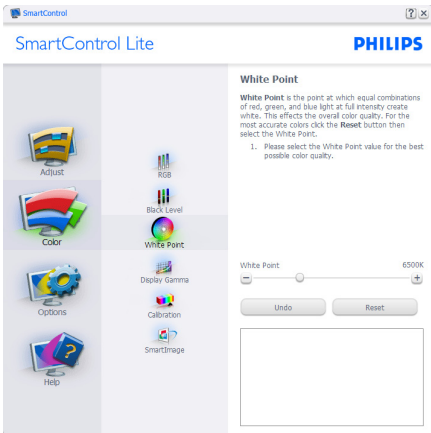 SmartControl
SmartControl Lite
PHILIPS
Adjust
Color
Options
Help
RGB
Black Level
White Point
Display Gamma
Calibration
SmartImage
White Point
White Point is the point at which equal combinations
of red, green, and blue light at full intensity create
white. This effects the overall color quality. For the
most accurate colors click the Reset button then
select the White Point.
1. Please select the White Point value for the best
possible color quality.
White Point 6500K
Undo Reset